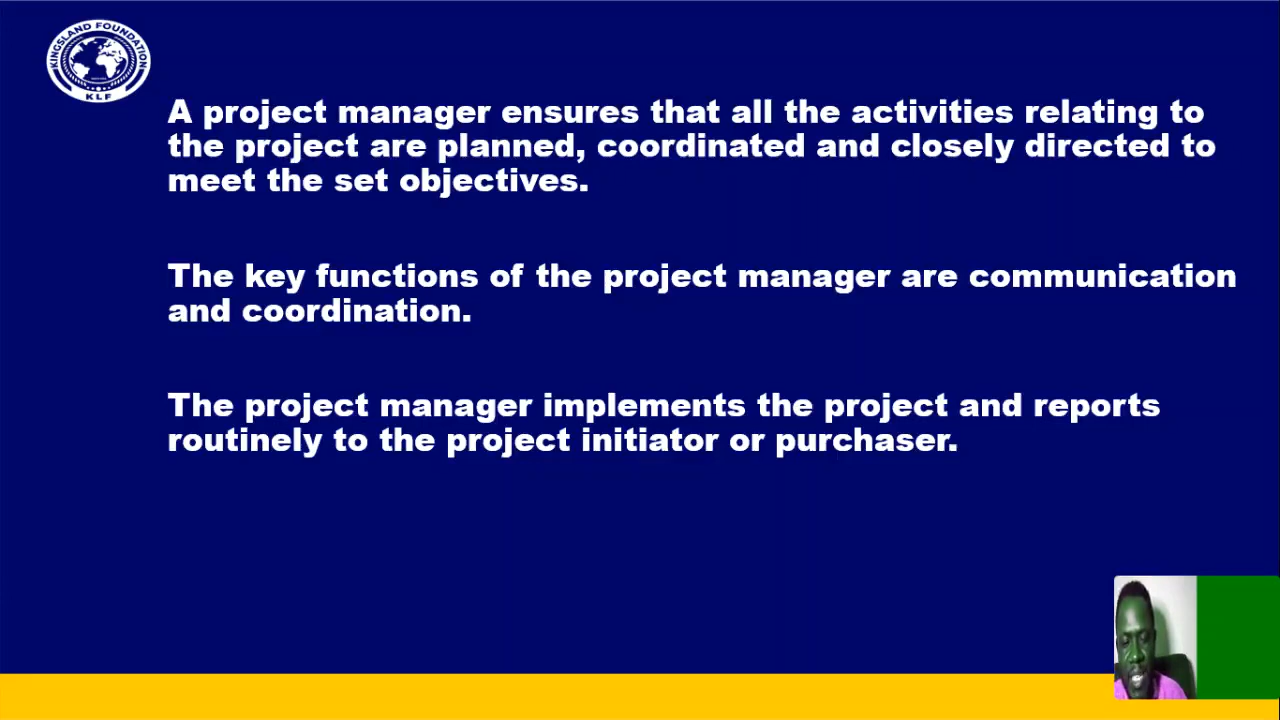 KINGSLAND FOUNDATION
KLF
A project manager ensures that all the activities relating to
the project are planned, coordinated and closely directed to
meet the set objectives.
The key functions of the project manager are communication
and coordination.
The project manager implements the project and reports
routinely to the project initiator or purchaser.